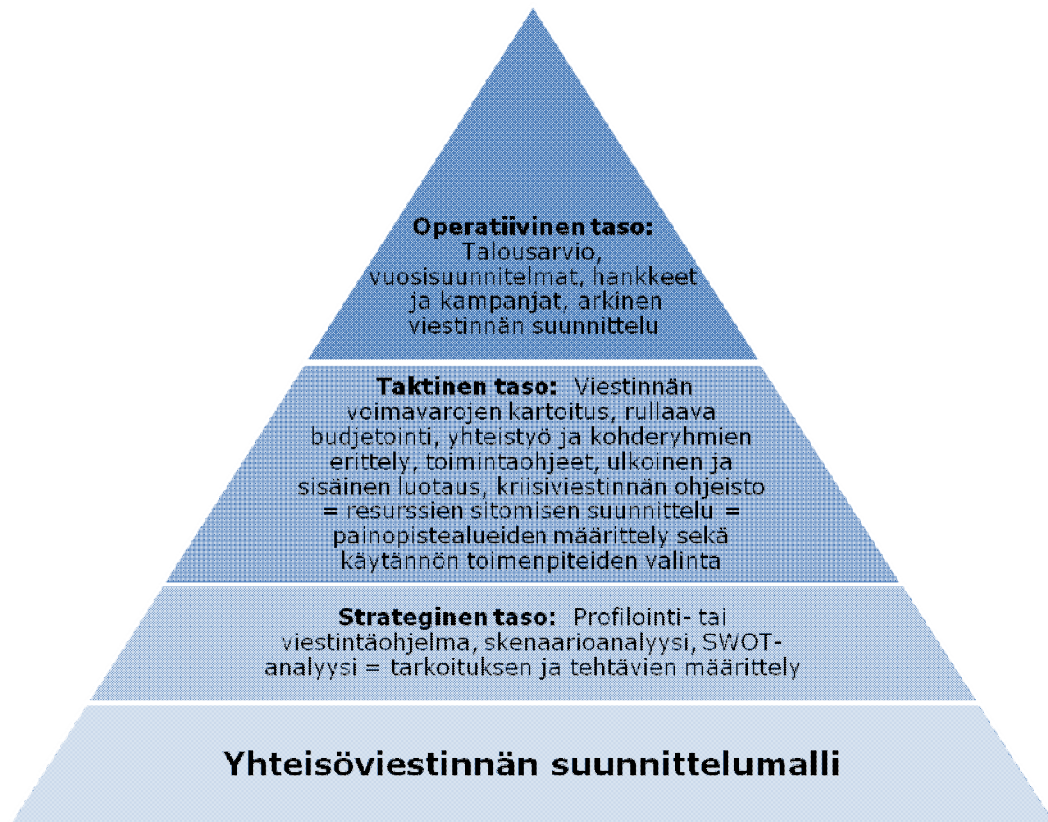 Operatiivinen taso:
Talousarvio,
vuosisuunnitelmat, hankkeet
ja kampanjat, arkinen
viestinnän suunnittelu
Taktinen taso: Viestinnän
voimavarojen kartoitus, rullaava
budjetointi, yhteistyö ja kohderyhmien
erittely, toimintaohjeet, ulkoinen ja
sisäinen luotaus, kriisiviestinnän ohjeisto
= resurssien sitomisen suunnittelu =
painopistealueiden määrittely sekä
käytännön toimenpiteiden valinta
Strateginen taso: Profilointi- tai
viestintäohjelma, skenaarioanalyysi, SWOT-
analyysi = tarkoituksen ja tehtävien määrittely
Yhteisöviestinnän suunnittelumalli